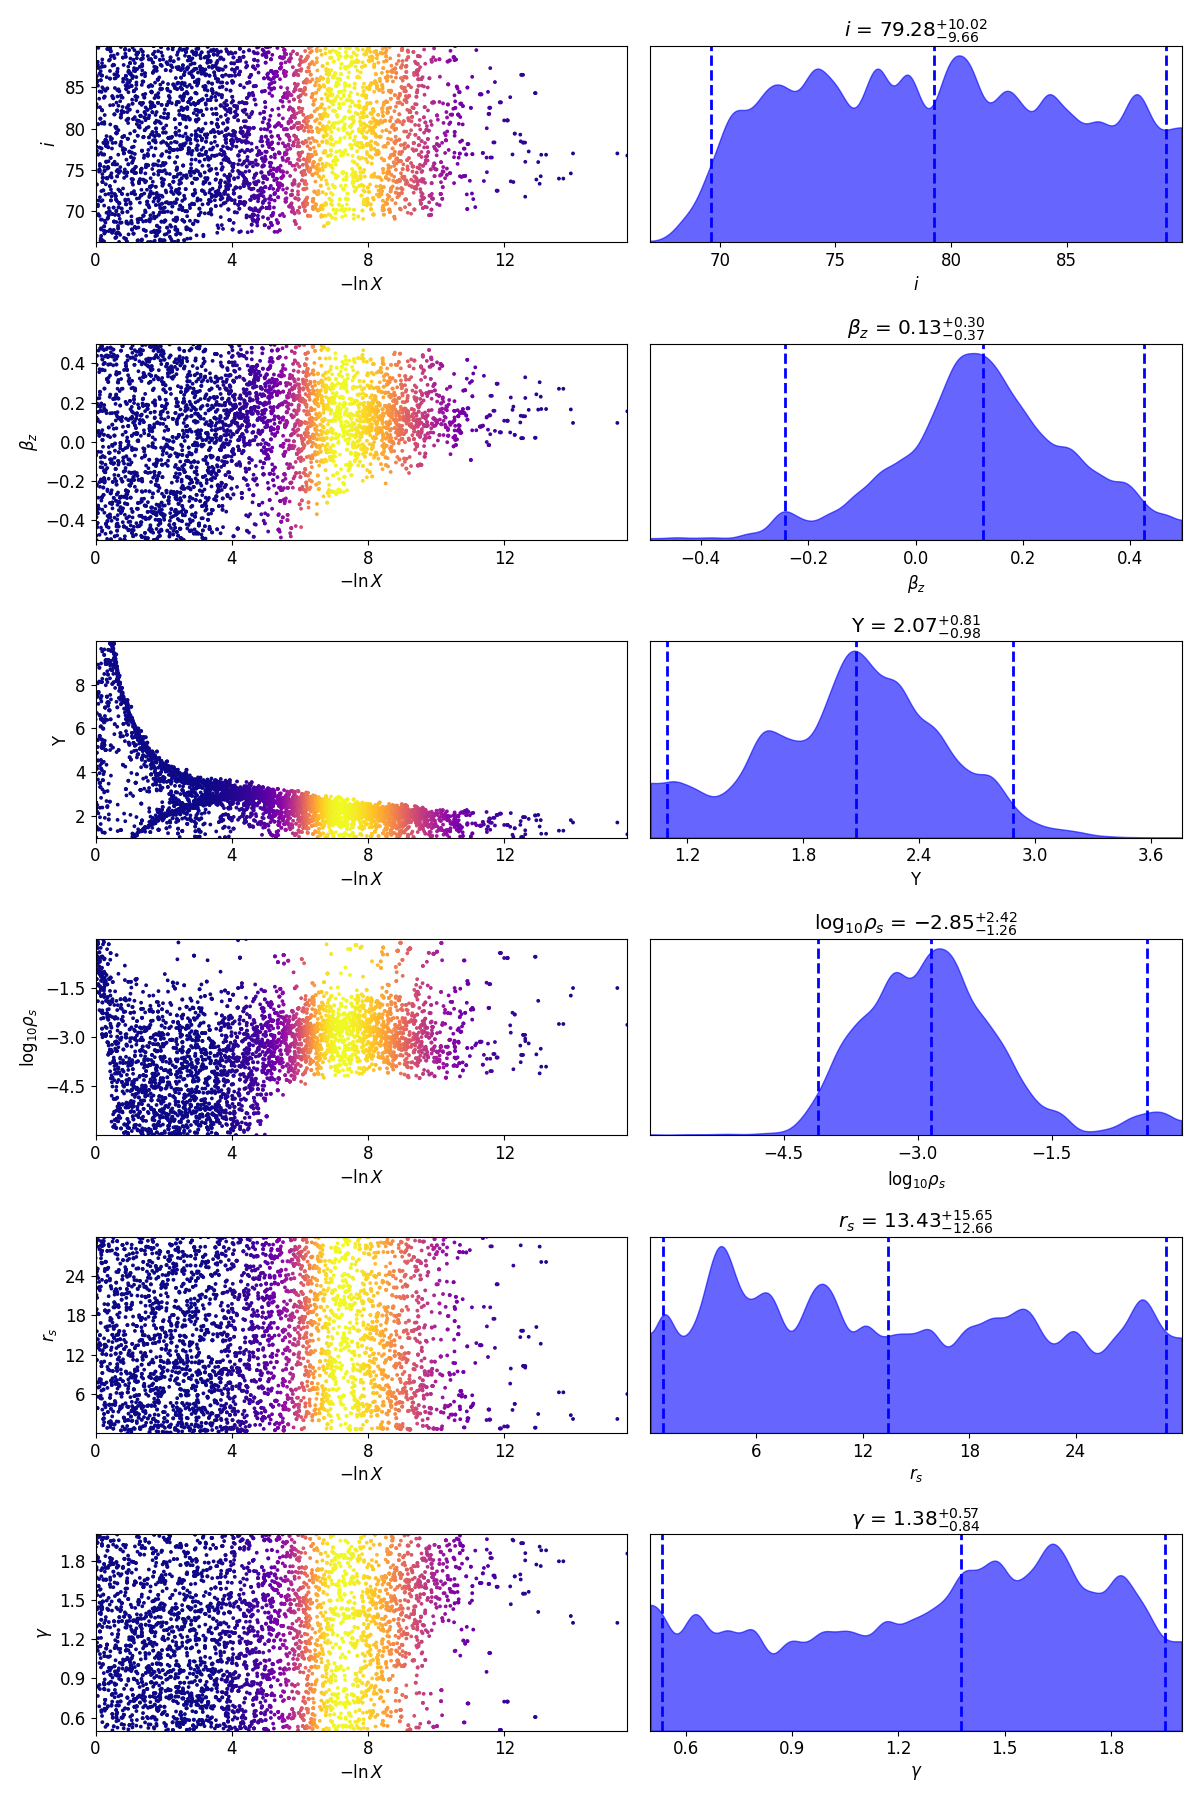 i = 79.28+10.02 −9.66
85
80
75
70
i
0 4 8 12
−ln X
70 75 80 85
i
βz = 0.13+0.30 −0.37
0.4
0.2
0.0
−0.2
−0.4
βz
0 4 8 12
−ln X
−0.4 −0.2 0.0 0.2 0.4
βz
Y = 2.07+0.81 −0.98
8
6
4
2
Y
0 4 8 12
−ln X
1.2 1.8 2.4 3.0 3.6
Y
log10ρs = −2.85+2.42 −1.26
−1.5
−3.0
−4.5
log10ρs
0 4 8 12
−ln X
−4.5 −3.0 −1.5
log10ρs
rs = 13.43+15.65 −12.66
24
18
12
6
rs
0 4 8 12
−ln X
6 12 18 24
rs
γ = 1.38+0.57 −0.84
1.8
1.5
1.2
0.9
0.6
γ
0 4 8 12
−ln X
0.6 0.9 1.2 1.5 1.8
γ